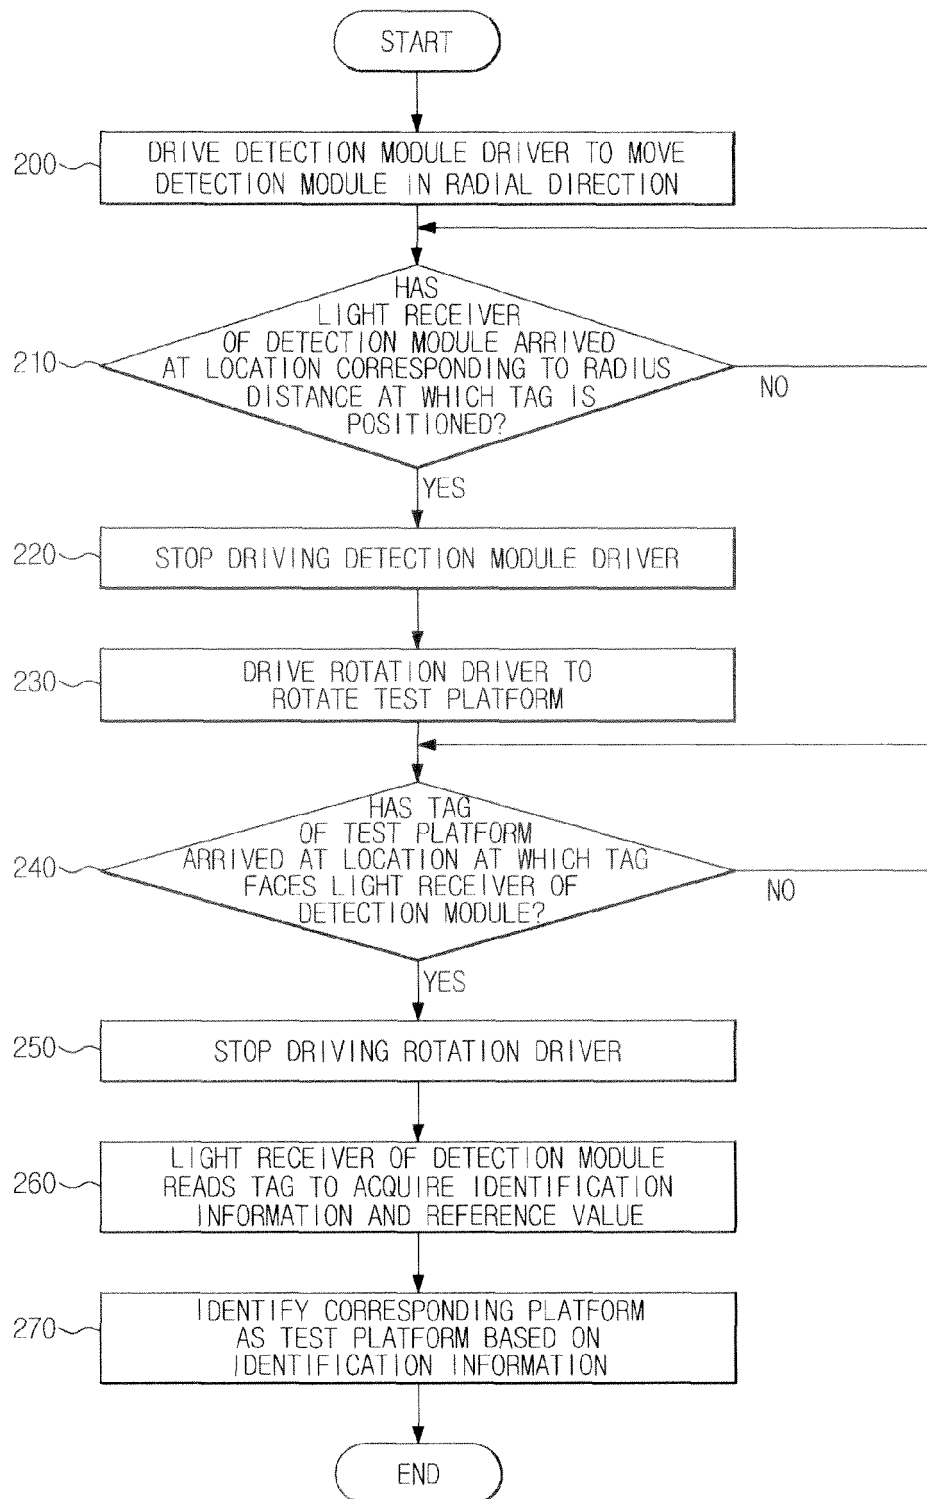 START
200
DRIVE DETECTION MODULE DRIVER TO MOVE
DETECTION MODULE IN RADIAL DIRECTION
HAS
LIGHT RECEIVER
OF DETECTION MODULE ARRIVED
210
AT LOCATION CORRESPONDING TO RADIUS
DISTANCE AT WHICH TAG IS
POSITIONED?
NO
YES
220
STOP DRIVING DETECTION MODULE DRIVER
230
DRIVE ROTATION DRIVER TO
ROTATE TEST PLATFORM
HAS TAG
OF TEST PLATFORM
240
ARRIVED AT LOCATION AT WHICH TAG
FACES LIGHT RECEIVER OF
DETECTION MODULE?
NO
YES
250
STOP DRIVING ROTATION DRIVER
260
LIGHT RECEIVER OF DETECTION MODULE
READS TAG TO ACQUIRE IDENTIFICATION
INFORMATION AND REFERENCE VALUE
270
IDENTIFY CORRESPONDING PLATFORM
AS TEST PLATFORM BASED ON
IDENTIFICATION INFORMATION
END